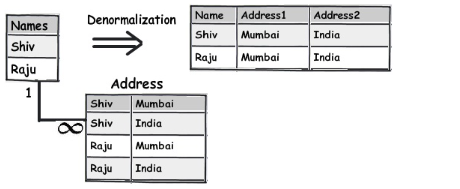 Names
Shiv
Raju
1
∞
Denormalization
Name Address1 Address2
Shiv Mumbai India
Raju Mumbai India
Address
Shiv Mumbai
Shiv India
Raju Mumbai
Raju India